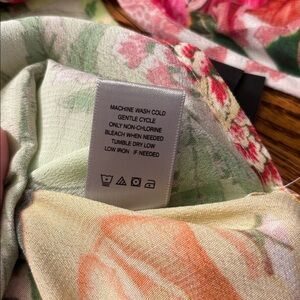 MACHINE WASH COLD
GENTLE CYCLE
ONLY NON-CHLORINE
BLEACH WHEN NEEDED
TUMBLE DRY LOW
LOW IRON IF NEEDED